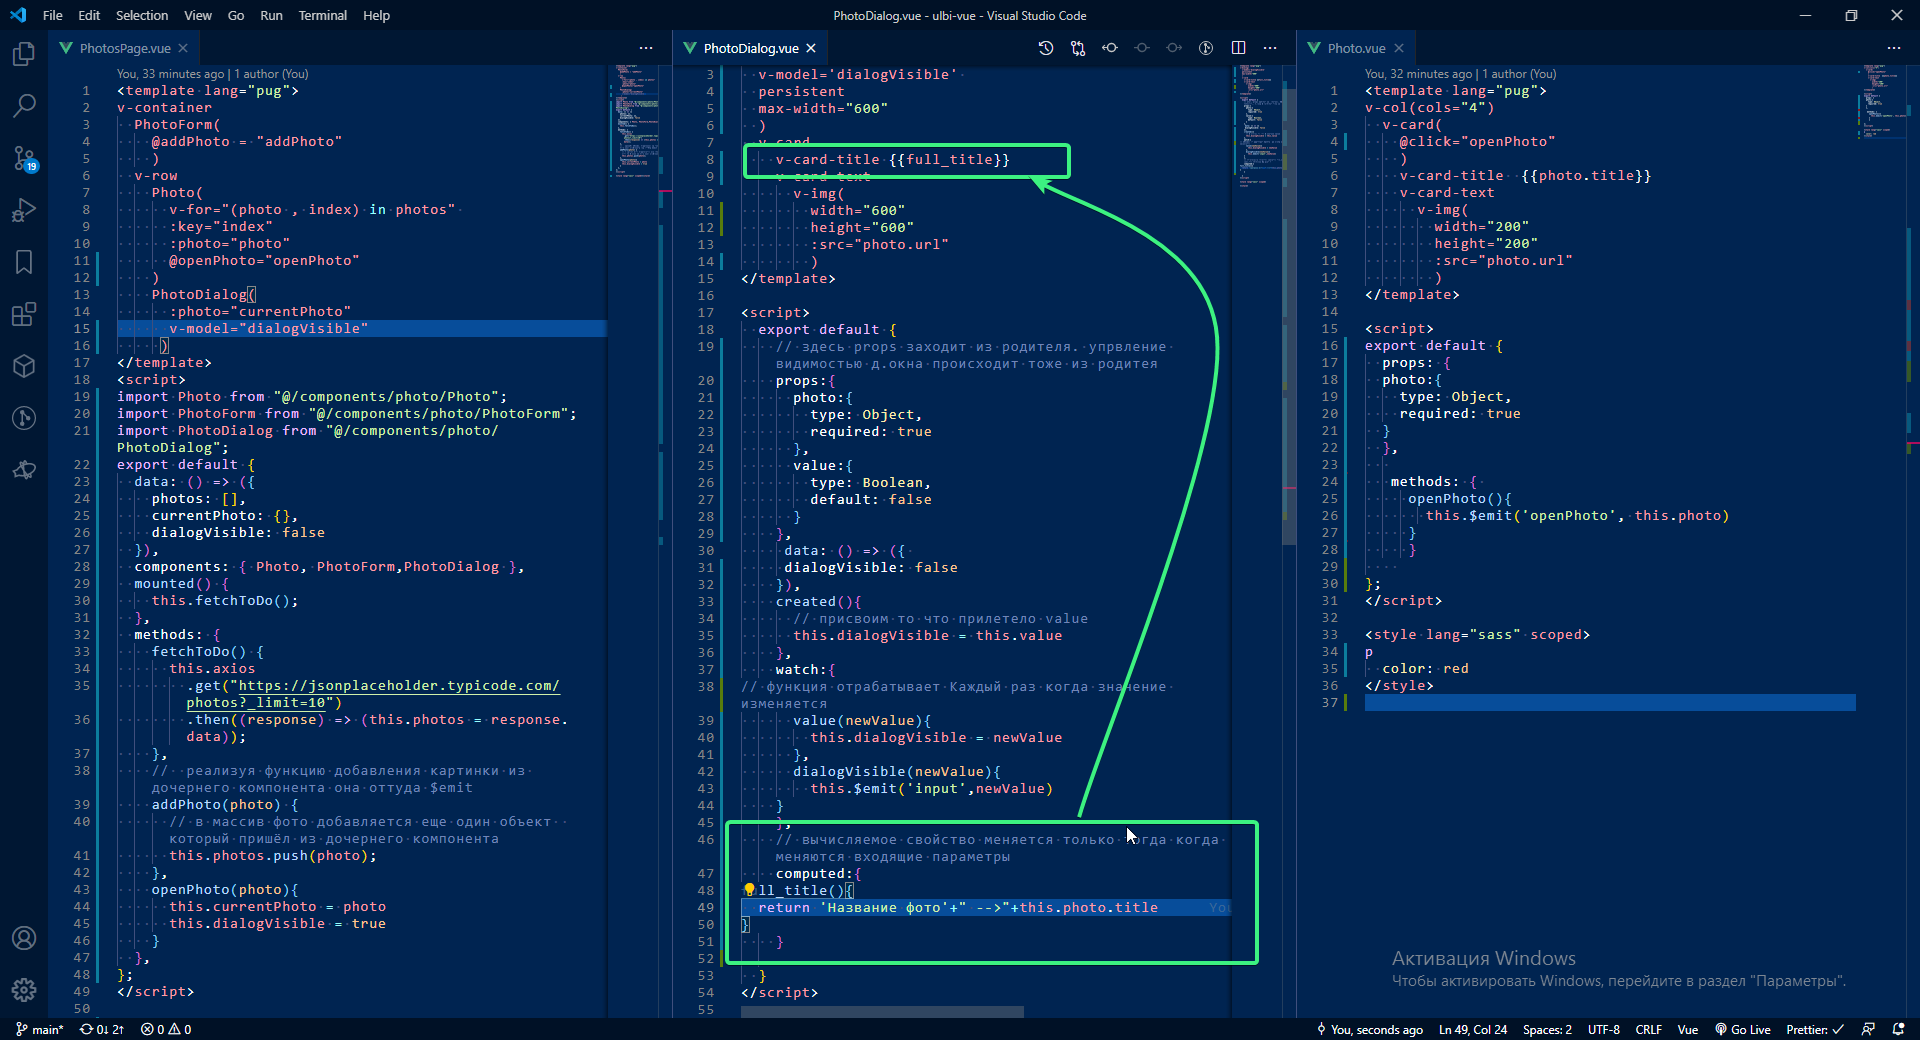 File Edit Selection View Go Run Terminal Help
PhotoDialog.vue - ulbi-vue - Visual Studio Code
PhotosPage.vue
You, 33 minutes ago | 1 author (You)
1 <template lang="pug">
2 v-container
3 PhotoForm(
4 @addPhoto = "addPhoto"
5 )
6 v-row
7 Photo(
8 v-for="(photo , index) in photos"
9 :key="index"
10 :photo="photo"
11 @openPhoto="openPhoto"
12 )
13 PhotoDialog(
14 :photo="currentPhoto"
15 v-model="dialogVisible"
16 )
17 </template>
18 <script>
19 import Photo from "@/components/photo/Photo";
20 import PhotoForm from "@/components/photo/PhotoForm";
21 import PhotoDialog from "@/components/photo/
PhotoDialog";
22 export default {
23 data: () => ({
24 photos: [],
25 currentPhoto: {},
26 dialogVisible: false
27 }),
28 components: { Photo, PhotoForm,PhotoDialog },
29 mounted() {
30 this.fetchToDo();
31 },
32 methods: {
33 fetchToDo() {
34 this.axios
35 .get("https://jsonplaceholder.typicode.com/
photos?_limit=10")
36 .then((response) => (this.photos = response.
data));
37 },
38 // реализуя функцию добавления картинки из
дочернего компонента она оттуда $emit
39 addPhoto(photo) {
40 // в массив фото добавляется еще один объект
который пришёл из дочернего компонента
41 this.photos.push(photo);
42 },
43 openPhoto(photo){
44 this.currentPhoto = photo
45 this.dialogVisible = true
46 }
47 },
48 };
49 </script>
50
PhotoDialog.vue
3 v-model='dialogVisible'
4 persistent
5 max-width="600"
6 )
7 v-card
8 v-card-title {{full_title}}
9 v-card-text
10 v-img(
11 width="600"
12 height="600"
13 :src="photo.url"
14 )
15 </template>
16
17 <script>
18 export default {
19 // здесь props заходит из родителя. упрвление
видимостью д.окна происходит тоже из родитея
20 props:{
21 photo:{
22 type: Object,
23 required: true
24 },
25 value:{
26 type: Boolean,
27 default: false
28 }
29 },
30 data: () => ({
31 dialogVisible: false
32 }),
33 created(){
34 // присвоим то что прилетело value
35 this.dialogVisible = this.value
36 },
37 watch:{
38 // функция отрабатывает Каждый раз когда значение
изменяется
39 value(newValue){
40 this.dialogVisible = newValue
41 },
42 dialogVisible(newValue){
43 this.$emit('input',newValue)
44 }
45 },
46 // вычисляемое свойство меняется только когда
меняются входящие параметры
47 computed:{
48 ll_title(){
49 return 'Название фото'+" -->"+this.photo.title You
50 }
51 }
52
53 }
54 </script>
55
Photo.vue
You, 32 minutes ago | 1 author (You)
1 <template lang="pug">
2 v-col(cols="4")
3 v-card(
4 @click="openPhoto"
5 )
6 v-card-title {{photo.title}}
7 v-card-text
8 v-img(
9 width="200"
10 height="200"
11 :src="photo.url"
12 )
13 </template>
14
15 <script>
16 export default {
17 props: {
18 photo:{
19 type: Object,
20 required: true
21 }
22 },
23
24 methods: {
25 openPhoto(){
26 this.$emit('openPhoto', this.photo)
27 }
28 }
29
30 };
31 </script>
32
33 <style lang="sass" scoped>
34 p
35 color: red
36 </style>
37
19
Активация Windows
Чтобы активировать Windows, перейдите в раздел "Параметры".
main* 0↓ 2↑ 0 0
You, seconds ago Ln 49, Col 24 Spaces: 2 UTF-8 CRLF Vue Go Live Prettier: ✓